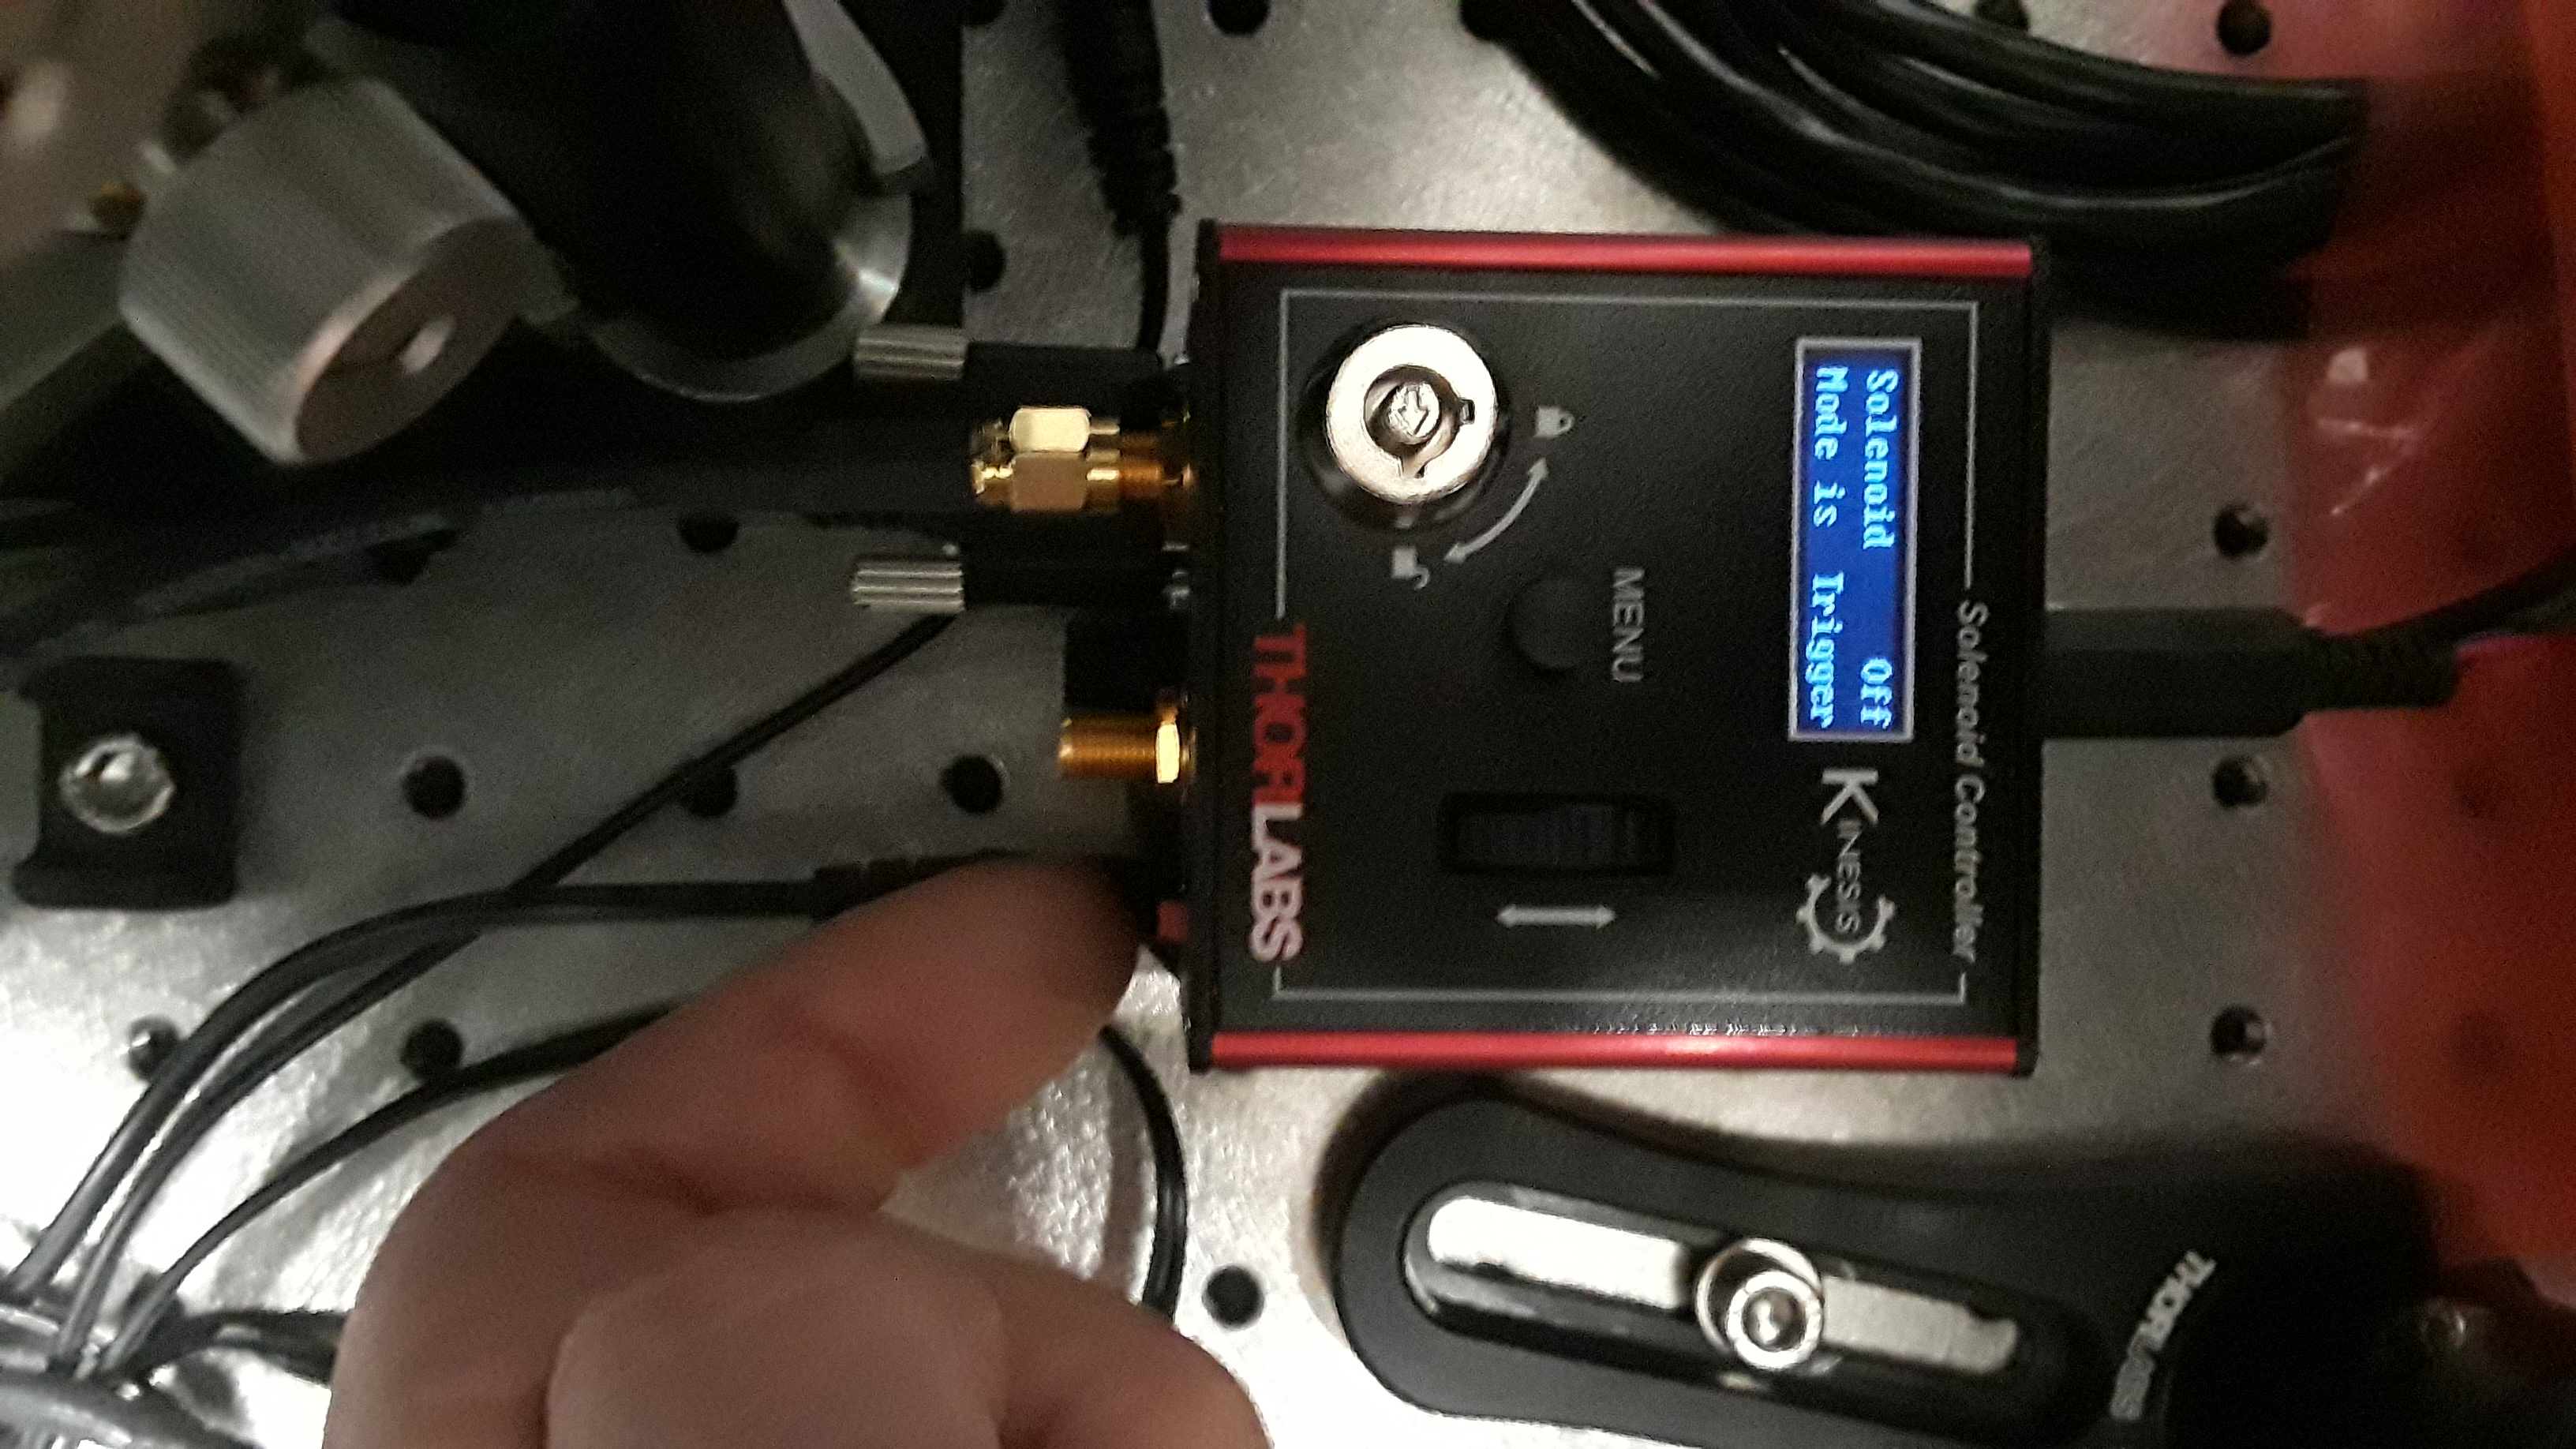 Solenoid Controller
Solenoid Off
Mode is Trigger
KINESIS
MENU
THORLABS
THORLABS